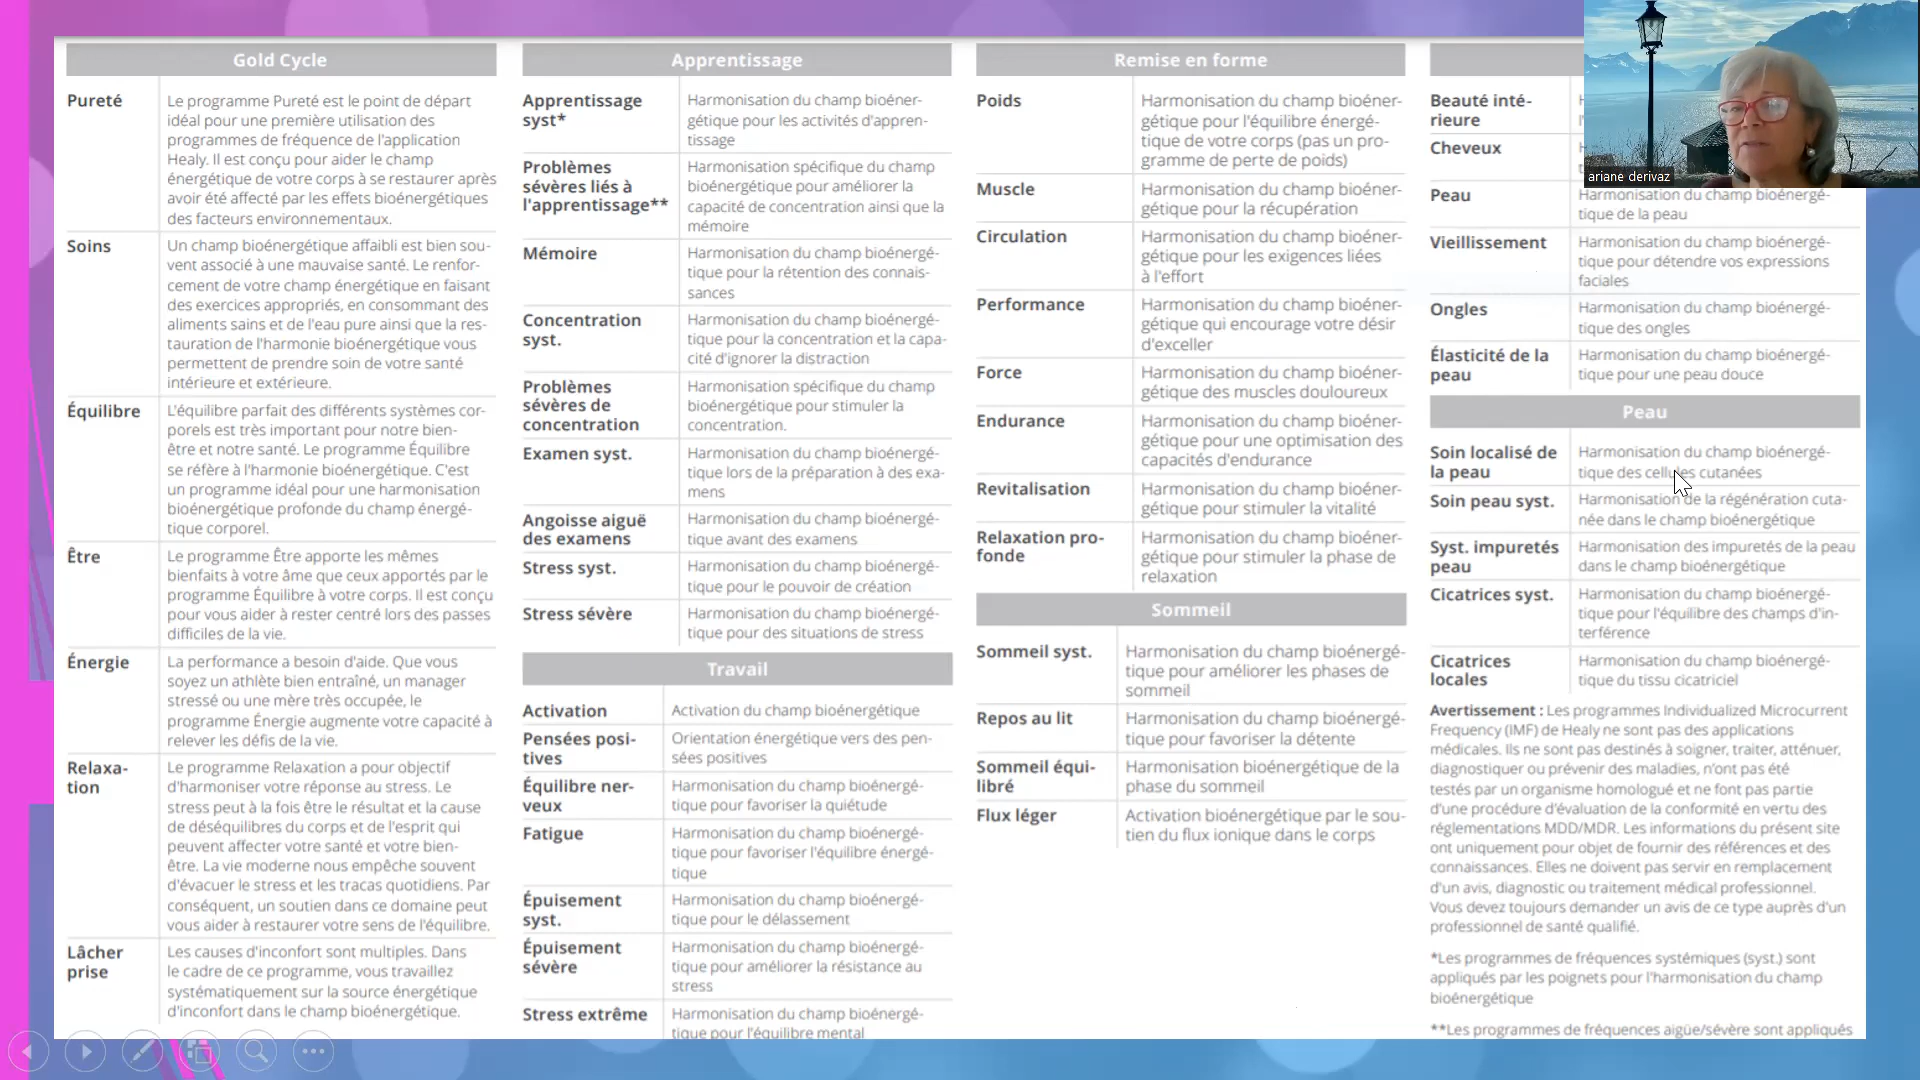 Gold Cycle
Pureté
Le programme Pureté est le point de départ
idéal pour une première utilisation des
programmes de fréquence de l'application
Healy. Il est conçu pour aider le champ
énergétique de votre corps à se restaurer après
avoir été affecté par les effets bioénergétiques
des facteurs environnementaux.
Soins
Un champ bioénergétique affaibli est bien sou-
vent associé à une mauvaise santé. Le renfor-
cement de votre champ énergétique en faisant
des exercices appropriés, en consommant des
aliments sains et de l'eau pure ainsi que la res-
tauration de l'harmonie bioénergétique vous
permettent de prendre soin de votre santé
intérieure et extérieure.
Équilibre
L'équilibre parfait des différents systèmes cor-
porels est très important pour notre bien-
être et notre santé. Le programme Équilibre
se réfère à l'harmonie bioénergétique. C'est
un programme idéal pour une harmonisation
bioénergétique profonde du champ énergé-
tique corporel.
Être
Le programme Être apporte les mêmes
bienfaits à votre âme que ceux apportés par le
programme Équilibre à votre corps. Il est conçu
pour vous aider à rester centré lors des passes
difficiles de la vie.
Énergie
La performance a besoin d'aide. Que vous
soyez un athlète bien entraîné, un manager
stressé ou une mère très occupée, le
programme Énergie augmente votre capacité à
relever les défis de la vie.
Relaxa-
tion
Le programme Relaxation a pour objectif
d'harmoniser votre réponse au stress. Le
stress peut à la fois être le résultat et la cause
de déséquilibres du corps et de l'esprit qui
peuvent affecter votre santé et votre bien-
être. La vie moderne nous empêche souvent
d'évacuer le stress et les tracas quotidiens. Par
conséquent, un soutien dans ce domaine peut
vous aider à restaurer votre sens de l'équilibre.
Lâcher
prise
Les causes d'inconfort sont multiples. Dans
le cadre de ce programme, vous travaillez
systématiquement sur la source énergétique
d'inconfort dans le champ bioénergétique.
Apprentissage
Apprentissage
syst*
Harmonisation du champ bioéner-
gétique pour les activités d'appren-
tissage
Problèmes
sévères liés à
l'apprentissage**
Harmonisation spécifique du champ
bioénergétique pour améliorer la
capacité de concentration ainsi que la
mémoire
Mémoire
Harmonisation du champ bioénergé-
tique pour la rétention des connais-
sances
Concentration
syst.
Harmonisation du champ bioénergé-
tique pour la concentration et la capa-
cité d'ignorer la distraction
Problèmes
sévères de
concentration
Harmonisation spécifique du champ
bioénergétique pour stimuler la
concentration.
Examen syst.
Harmonisation du champ bioénergé-
tique lors de la préparation à des exa-
mens
Angoisse aiguë
des examens
Harmonisation du champ bioénergé-
tique avant des examens
Stress syst.
Harmonisation du champ bioénergé-
tique pour le pouvoir de création
Stress sévère
Harmonisation du champ bioénergé-
tique pour des situations de stress
Travail
Activation
Activation du champ bioénergétique
Pensées posi-
tives
Orientation énergétique vers des pen-
sées positives
Équilibre ner-
veux
Harmonisation du champ bioénergé-
tique pour favoriser la quiétude
Fatigue
Harmonisation du champ bioénergé-
tique pour favoriser l'équilibre énergé-
tique
Épuisement
syst.
Harmonisation du champ bioénergé-
tique pour le délassement
Épuisement
sévère
Harmonisation du champ bioénergé-
tique pour améliorer la résistance au
stress
Stress extrême
Harmonisation du champ bioénergé-
tique pour l'équilibre mental
Remise en forme
Poids
Harmonisation du champ bioéner-
gétique pour l'équilibre énergé-
tique de votre corps (pas un pro-
gramme de perte de poids)
Muscle
Harmonisation du champ bioéner-
gétique pour la récupération
Circulation
Harmonisation du champ bioéner-
gétique pour les exigences liées
à l'effort
Performance
Harmonisation du champ bioéner-
gétique qui encourage votre désir
d'exceller
Force
Harmonisation du champ bioéner-
gétique des muscles douloureux
Endurance
Harmonisation du champ bioéner-
gétique pour une optimisation des
capacités d'endurance
Revitalisation
Harmonisation du champ bioéner-
gétique pour stimuler la vitalité
Relaxation pro-
fonde
Harmonisation du champ bioéner-
gétique pour stimuler la phase de
relaxation
Sommeil
Sommeil syst.
Harmonisation du champ bioénergé-
tique pour améliorer les phases de
sommeil
Repos au lit
Harmonisation du champ bioénergé-
tique pour favoriser la détente
Sommeil équi-
libré
Harmonisation bioénergétique de la
phase du sommeil
Flux léger
Activation bioénergétique par le sou-
tien du flux ionique dans le corps
Beauté inté-
rieure
Cheveux
Peau
Harmonisation du champ bioénergé-
tique de la peau
Vieillissement
Harmonisation du champ bioénergé-
tique pour détendre vos expressions
faciales
Ongles
Harmonisation du champ bioénergé-
tique des ongles
Élasticité de la
peau
Harmonisation du champ bioénergé-
tique pour une peau douce
Peau
Soin localisé de
la peau
Harmonisation du champ bioénergé-
tique des cellules cutanées
Soin peau syst.
Harmonisation de la régénération cuta-
née dans le champ bioénergétique
Syst. impuretés
peau
Harmonisation des impuretés de la peau
dans le champ bioénergétique
Cicatrices syst.
Harmonisation du champ bioénergé-
tique pour l'équilibre des champs d'in-
terférence
Cicatrices
locales
Harmonisation du champ bioénergé-
tique du tissu cicatriciel
Avertissement : Les programmes Individualized Microcurrent
Frequency (IMF) de Healy ne sont pas des applications
médicales. Ils ne sont pas destinés à soigner, traiter, atténuer,
diagnostiquer ou prévenir des maladies, n'ont pas été
testés par un organisme homologué et ne font pas partie
d'une procédure d'évaluation de la conformité en vertu des
réglementations MDD/MDR. Les informations du présent site
ont uniquement pour objet de fournir des références et des
connaissances. Elles ne doivent pas servir en remplacement
d'un avis, diagnostic ou traitement médical professionnel.
Vous devez toujours demander un avis de ce type auprès d'un
professionnel de santé qualifié.
*Les programmes de fréquences systémiques (syst.) sont
appliqués par les poignets pour l'harmonisation du champ
bioénergétique
**Les programmes de fréquences aigüe/sévère sont appliqués
ariane derivaz